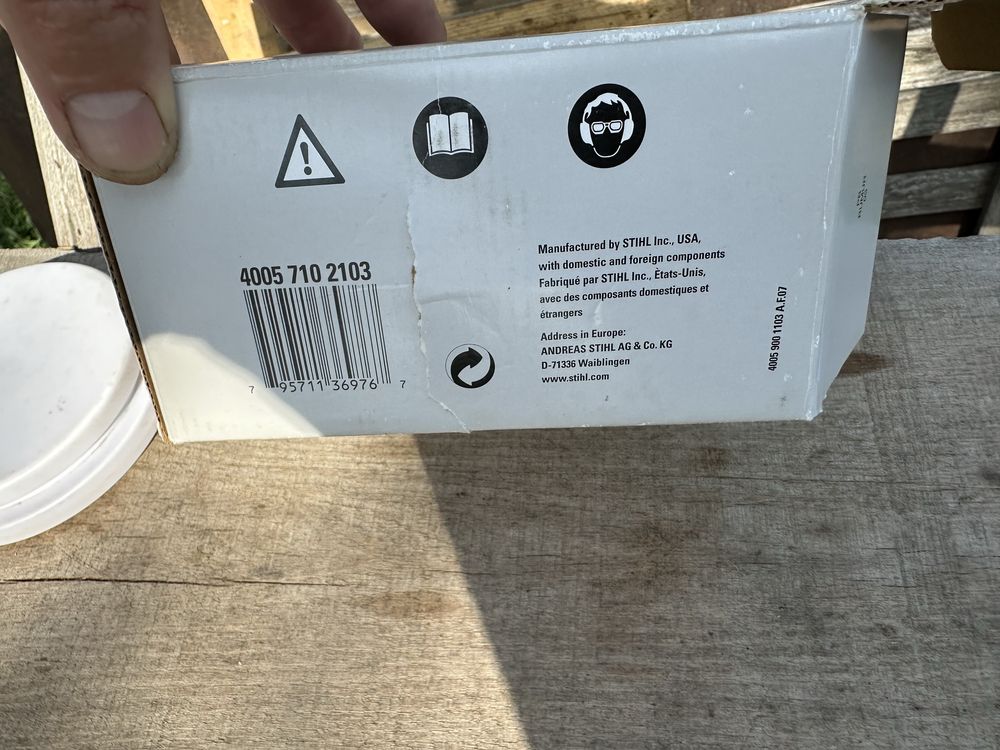 4005 710 2103
7 95711 36976 7
Manufactured by STIHL Inc., USA,
with domestic and foreign components
Fabriqué par STIHL Inc., Ètats-Unis,
avec des composants domestiques et
étrangers
Address in Europe:
ANDREAS STIHL AG & Co. KG
D-71336 Waiblingen
www.stihl.com
4005 900 1103 A.F.07